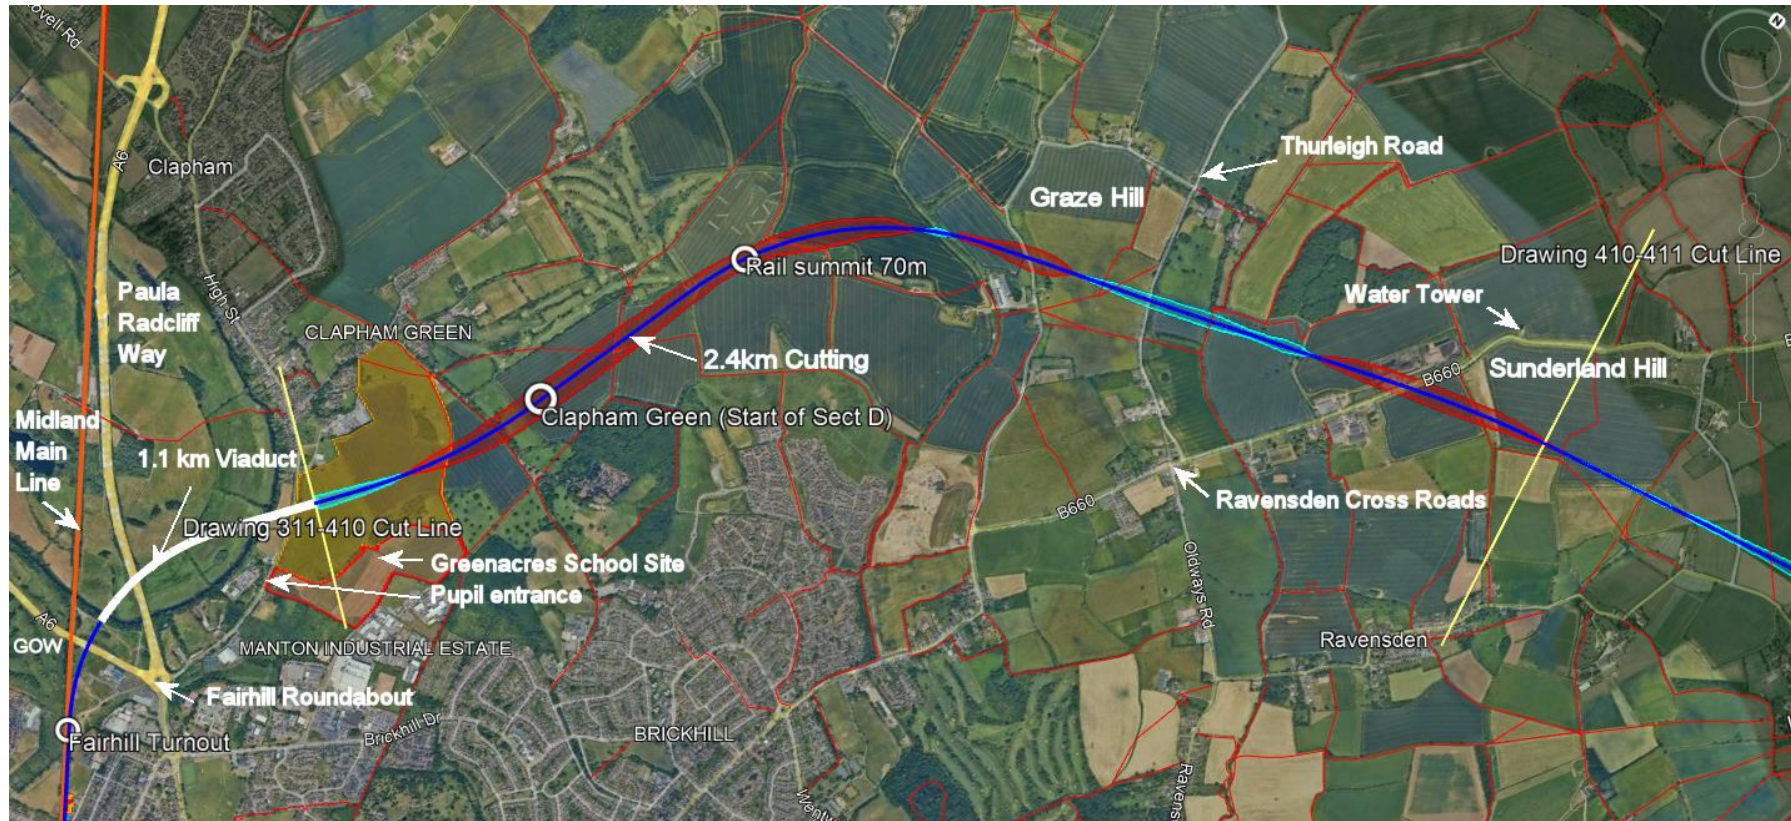 ovell Rd
A6
N
Clapham
Thurleigh Road
Graze Hill
Drawing 410-411 Cut Line
Rail summit 70m
High St
Paula
Radcliff
Way
Water Tower
CLAPHAM GREEN
2.4km Cutting
B660
Sunderland Hill
B
Clapham Green (Start of Sect D)
Midland
Main
Line
1.1 km Viaduct
Ravensden Cross Roads
B660
Drawing 311-410 Cut Line
Greenacres School Site
Pupil entrance
Oldways Rd
A6
GOW
MANTON INDUSTRIAL ESTATE
Ravensden
Fairhill Roundabout
Fairhill Turnout
Brickhill Dr
BRICKHILL
Ravens
Wentw